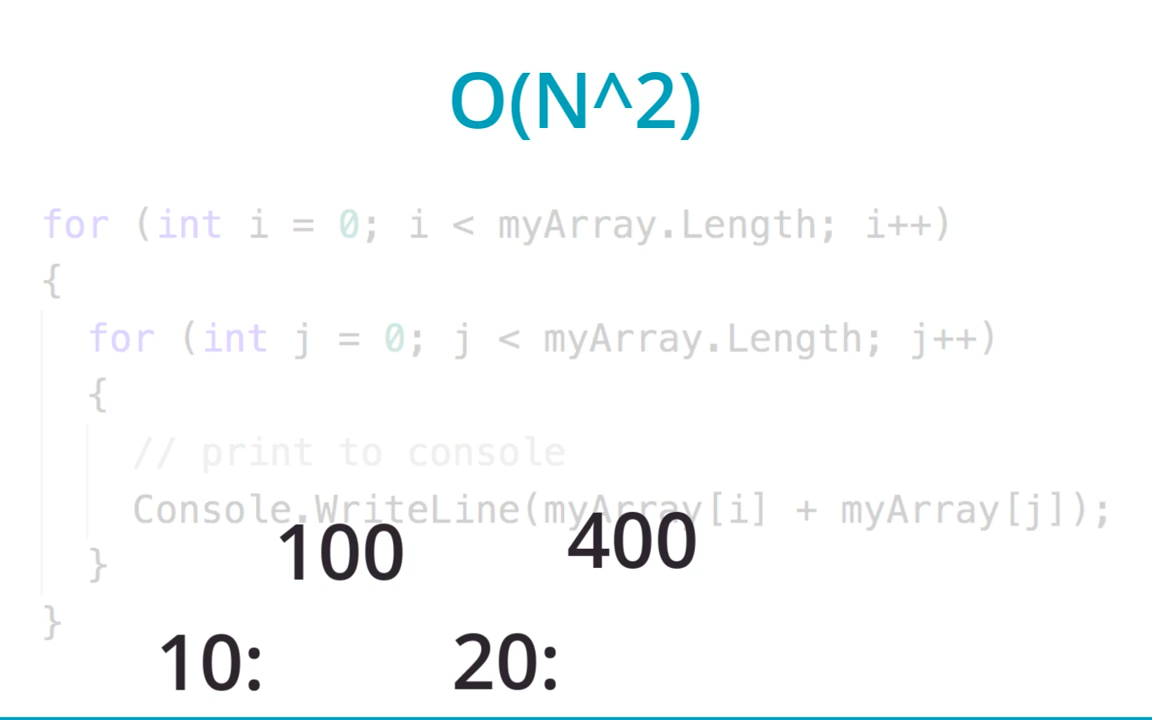 O(N^2)
for (int i = 0; i < myArray.Length; i++)
{
for (int j = 0; j < myArray.Length; j++)
{
// print to console
Console.WriteLine(myArray[i] + myArray[j]);
100 400
}
}
10: 20: